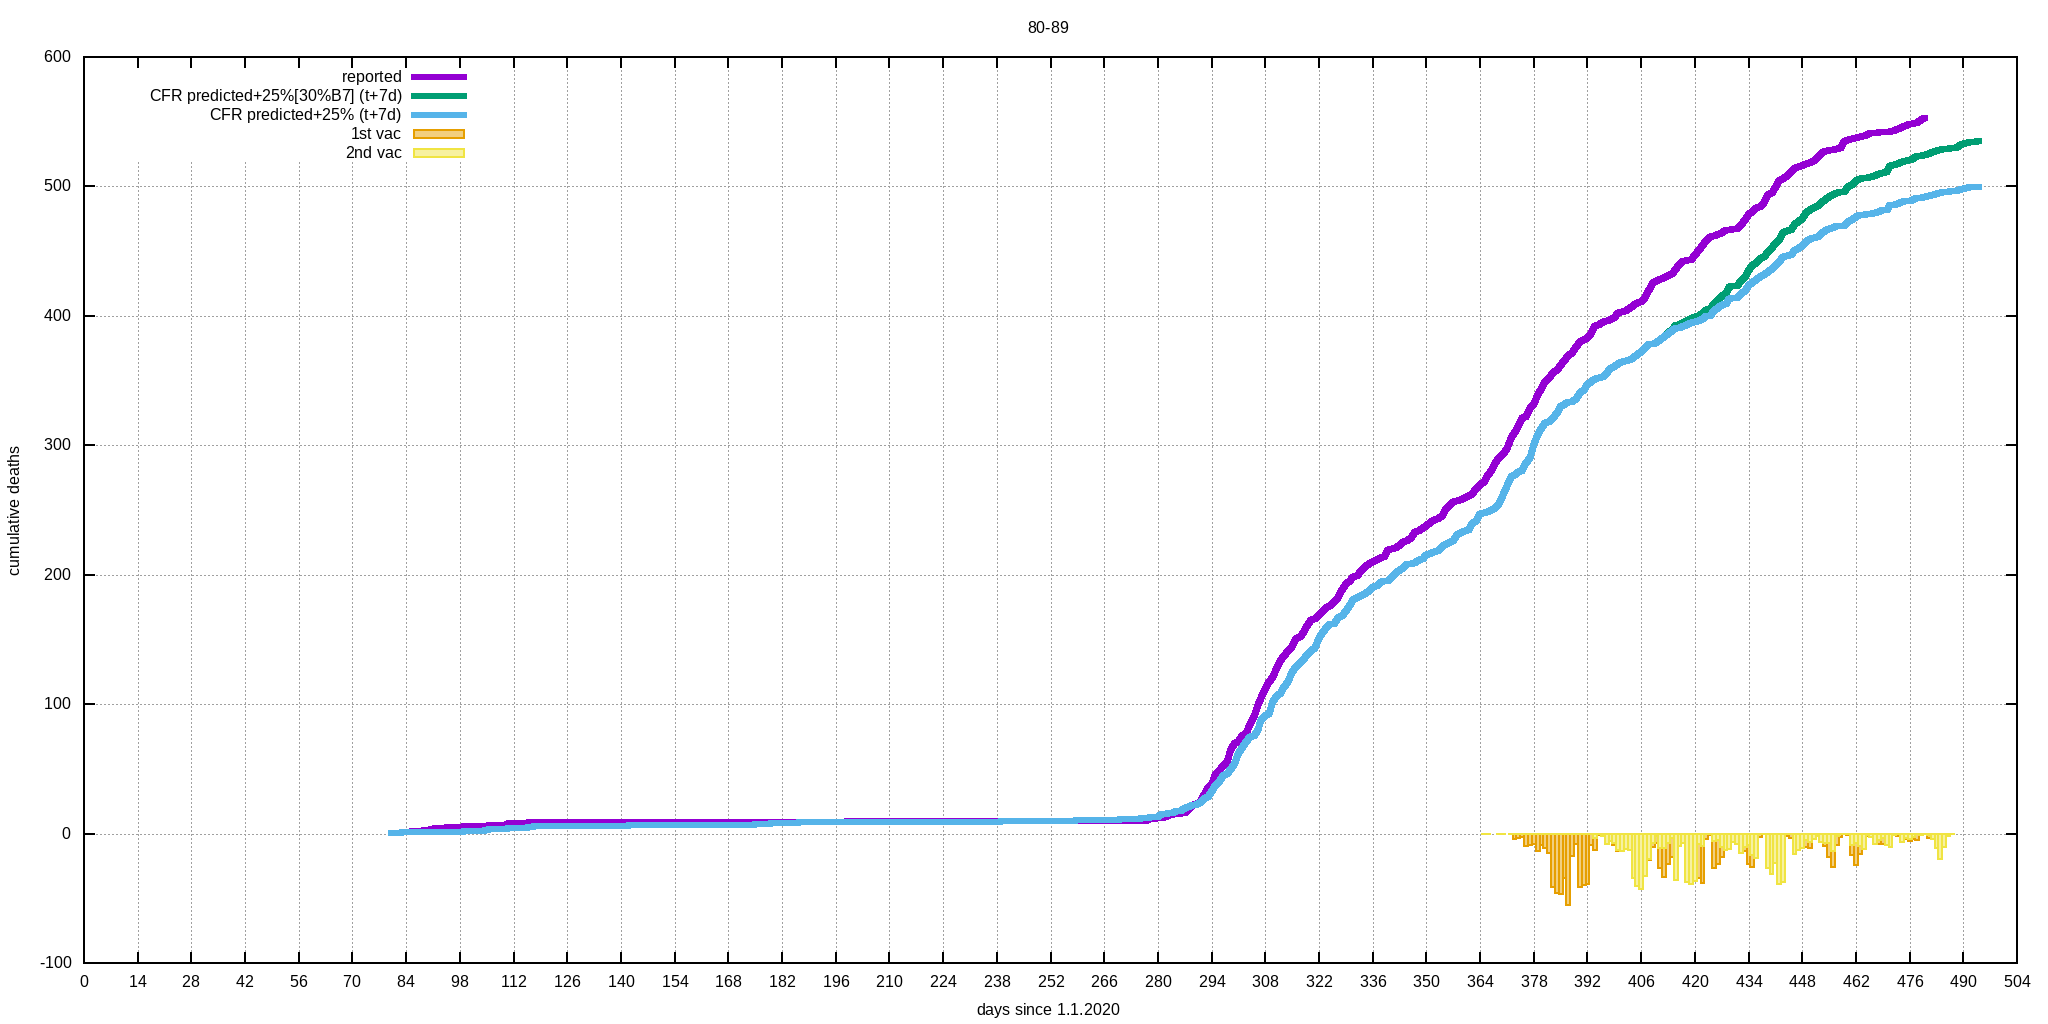 80-89
600
500
400
300
200
100
0
-100
reported
CFR predicted+25%[30%B7] (t+7d)
CFR predicted+25% (t+7d)
1st vac
2nd vac
cumulative deaths
0 14 28 42 56 70 84 98 112 126 140 154 168 182 196 210 224 238 252 266 280 294 308 322 336 350 364 378 392 406 420 434 448 462 476 490 504
days since 1.1.2020